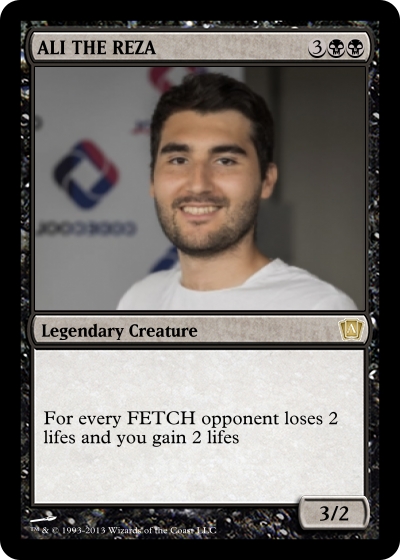 ALI THE REZA 3
Legendary Creature
For every FETCH opponent loses 2
lifes and you gain 2 lifes
3/2
™ & © 1993-2013 Wizards of the Coast LLC